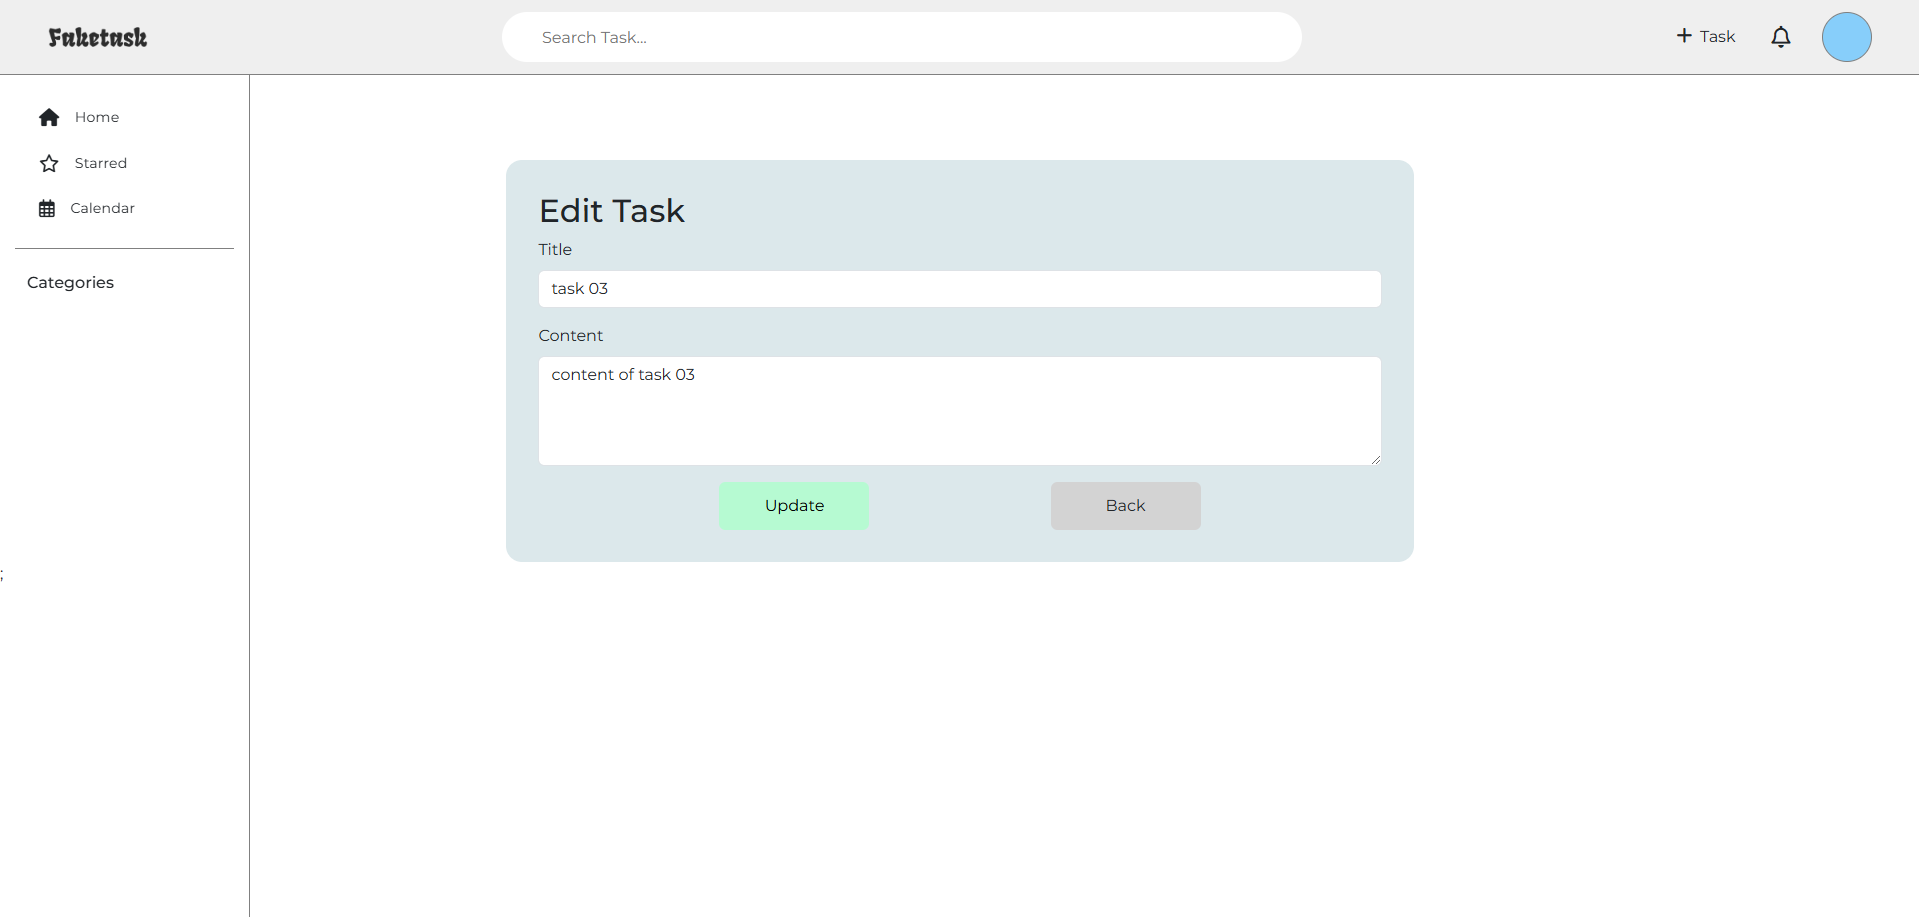 Faketask
Search Task...
Task
Home
Starred
Calendar
Categories
Edit Task
Title
task 03
Content
content of task 03
Update
Back
;